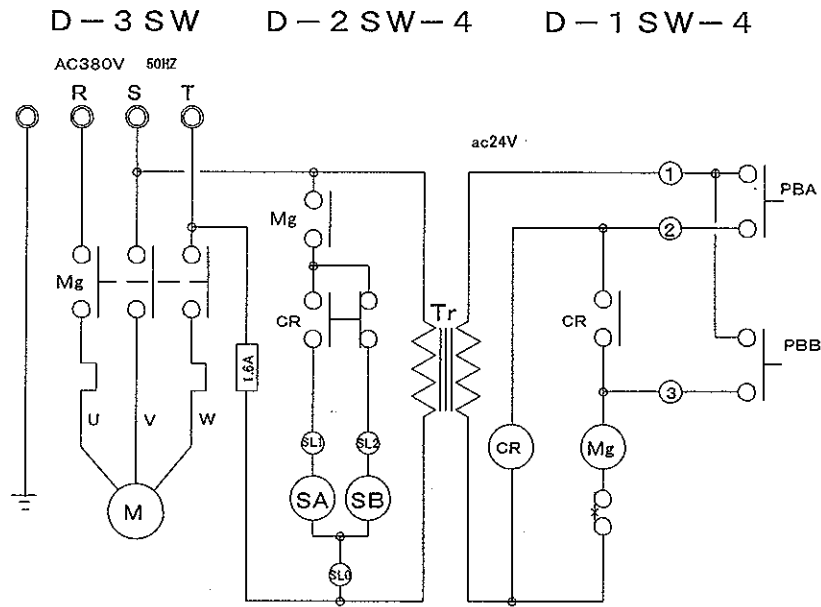 D-3SW D-2SW-4 D-1SW-4
AC380V 50HZ
R S T
ac24V
1
PBA
Mg
2
Mg
Tr
CR
CR
PBB
1.6A
3
U V W
SL1 SL2
CR
Mg
M
SA SB
SL0